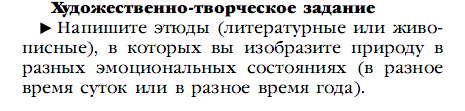 Художественно-творческое задание
▶ Напишите этюды (литературные или живо-
писные), в которых вы изобразите природу в
разных эмоциональных состояниях (в разное
время суток или в разное время года).